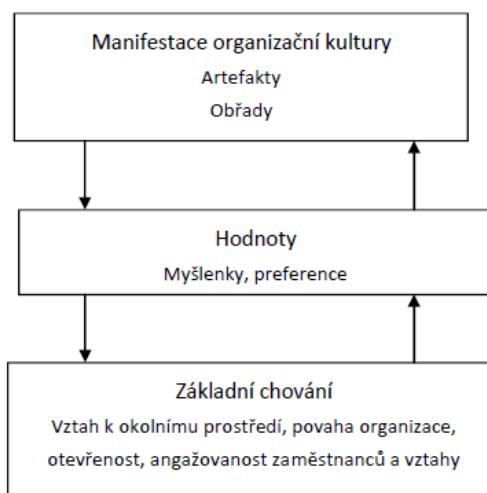 Manifestace organizační kultury
Artefakty
Obřady
Hodnoty
Myšlenky, preference
Základní chování
Vztah k okolnímu prostředí, povaha organizace,
otevřenost, angažovanost zaměstnanců a vztahy